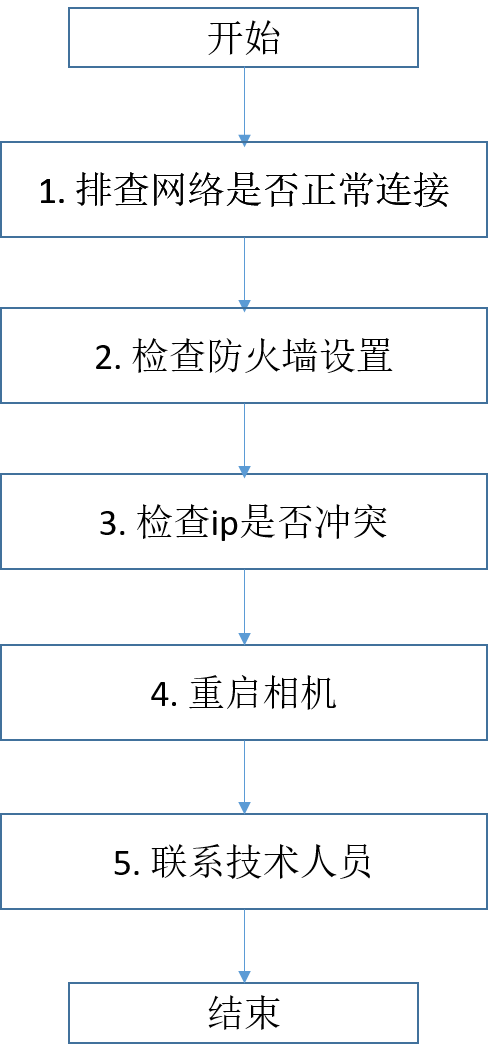 开始
1. 排查网络是否正常连接
2. 检查防火墙设置
3. 检查ip是否冲突
4. 重启相机
5. 联系技术人员
结束